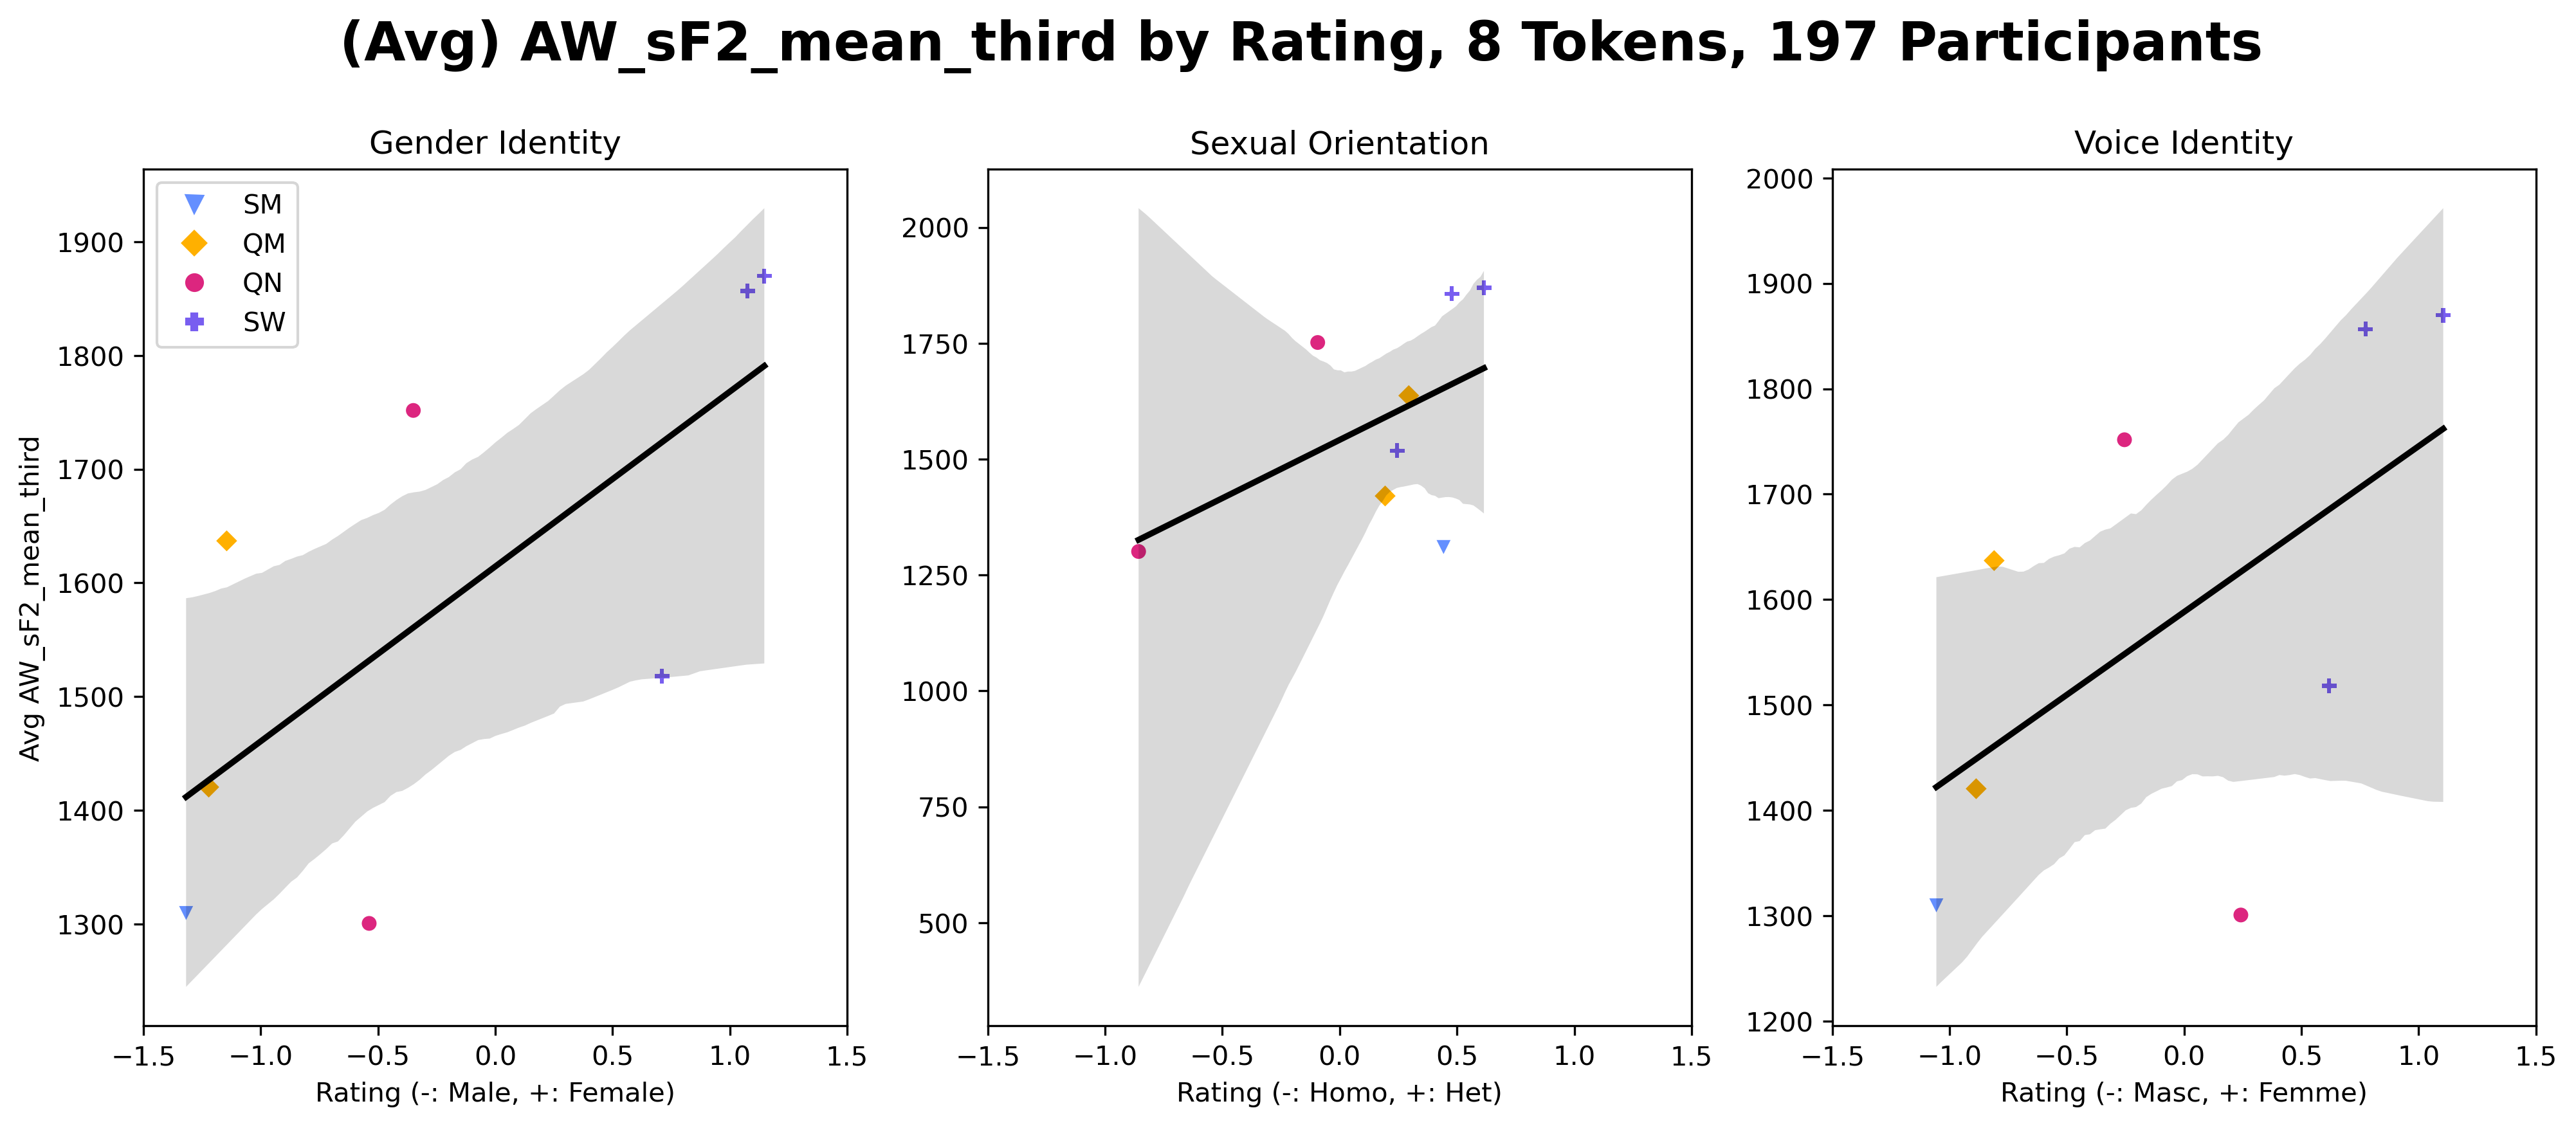 (Avg) AW_sF2_mean_third by Rating, 8 Tokens, 197 Participants
Gender Identity
SM
QM
QN
SW
1900
1800
1700
1600
1500
1400
1300
Avg AW_sF2_mean_third
−1.5 −1.0 −0.5 0.0 0.5 1.0 1.5
Rating (-: Male, +: Female)
Sexual Orientation
2000
1750
1500
1250
1000
750
500
−1.5 −1.0 −0.5 0.0 0.5 1.0 1.5
Rating (-: Homo, +: Het)
Voice Identity
2000
1900
1800
1700
1600
1500
1400
1300
1200
−1.5 −1.0 −0.5 0.0 0.5 1.0 1.5
Rating (-: Masc, +: Femme)